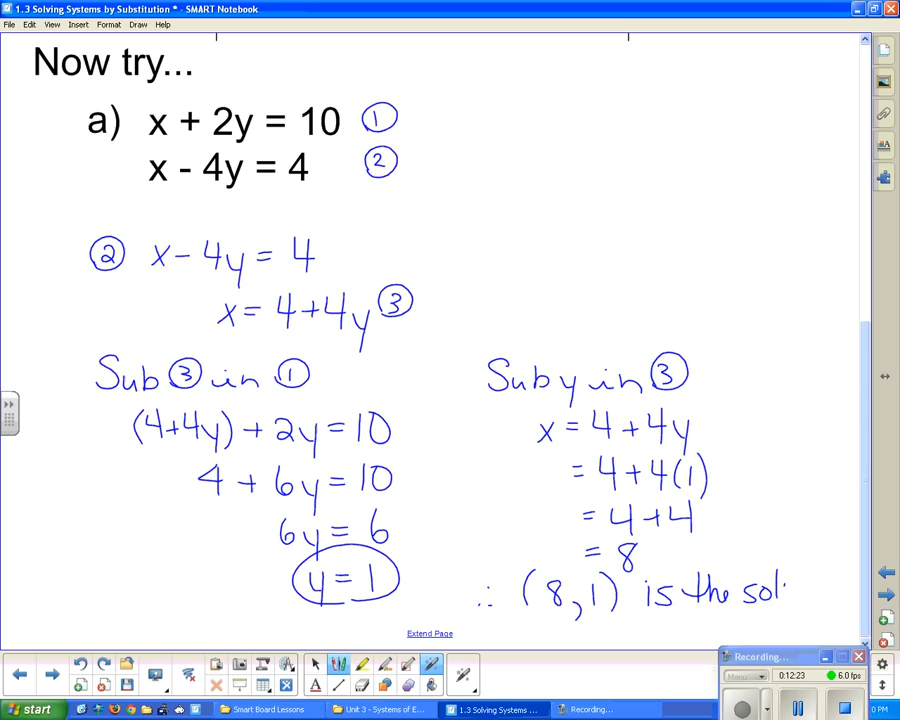 1.3 Solving Systems by Substitution * - SMART Notebook
File Edit View Insert Format Draw Help
Now try...
a) x + 2y = 10 ①
x - 4y = 4 ②
② x - 4y = 4
x = 4 + 4y ③
Sub ③ in ①
(4+4y) + 2y = 10
4 + 6y = 10
6y = 6
y = 1
Sub y in ③
x = 4 + 4y
= 4 + 4(1)
= 4 + 4
= 8
∴ (8,1) is the sol
Extend Page
Recording...
Menu
0:12:23
6.0 fps
start
Smart Board Lessons
Unit 3 - Systems of E...
1.3 Solving Systems ...
Recording...
0 PM